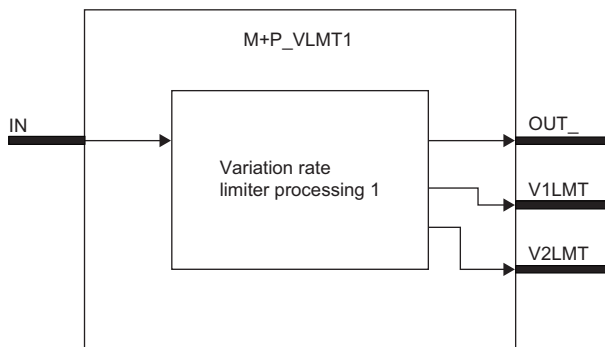 M+P_VLMT1
IN
OUT_
Variation rate
limiter processing 1
V1LMT
V2LMT